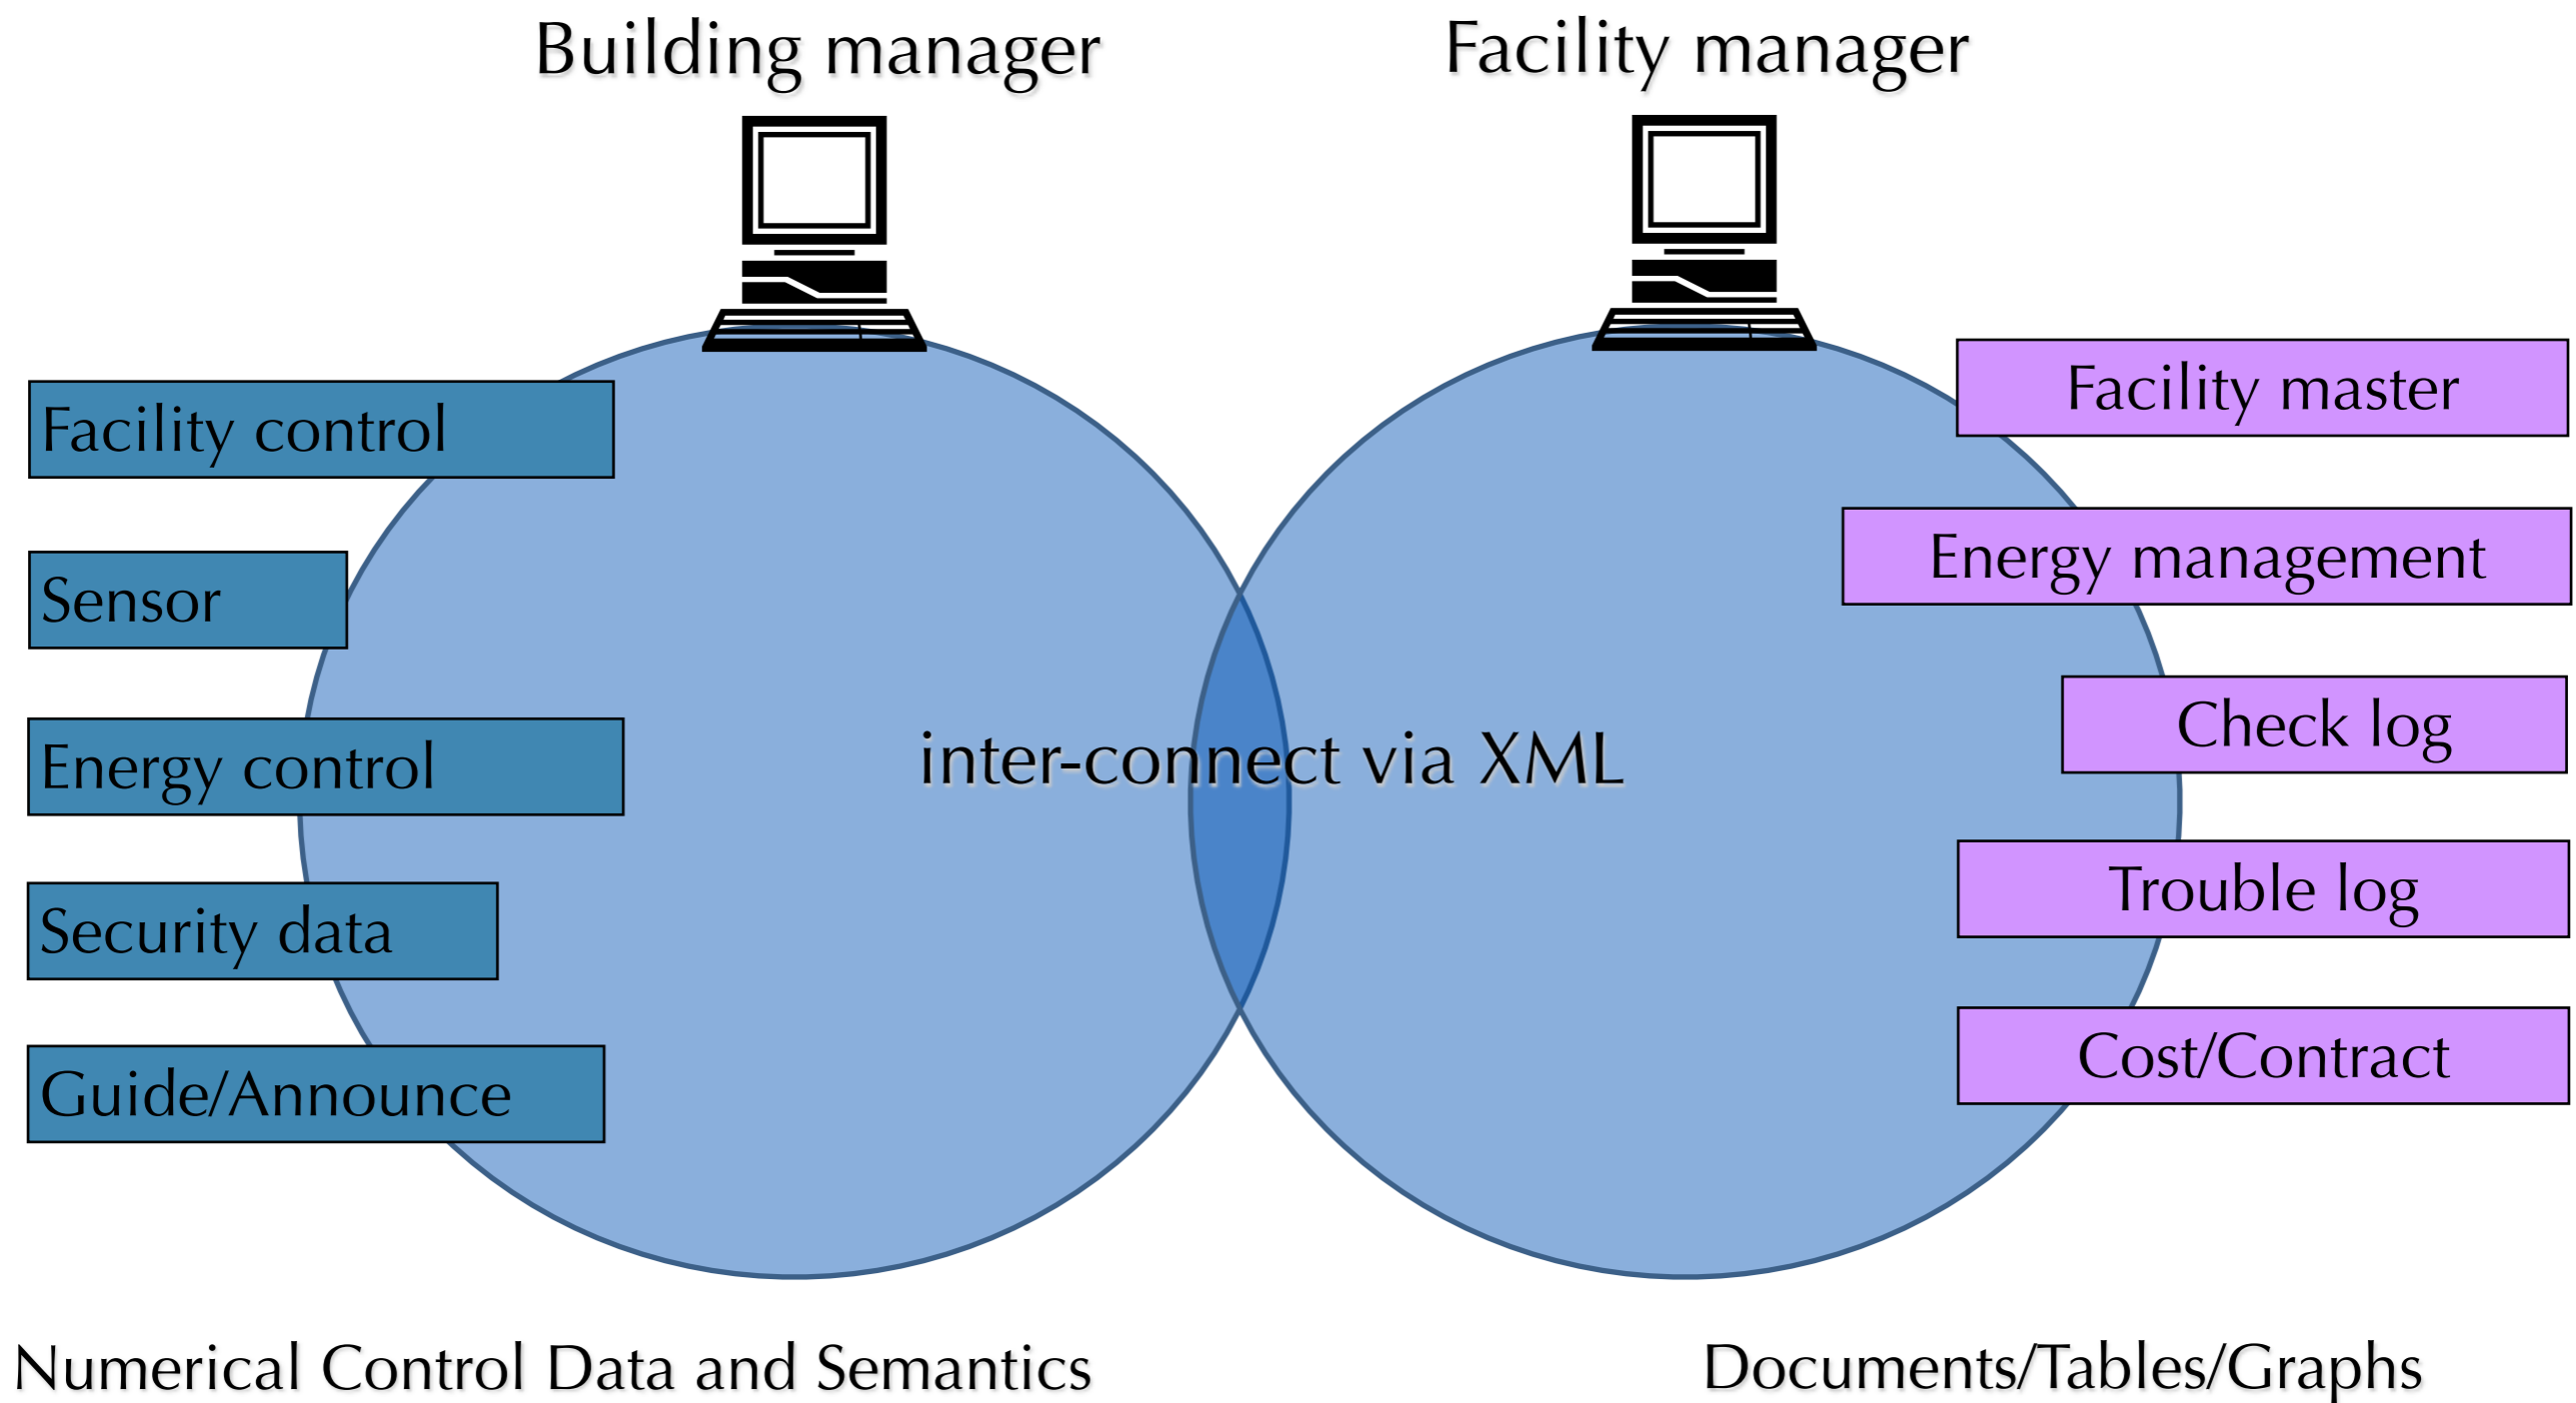 Building manager
Facility manager
Facility control
Sensor
Energy control
Security data
Guide/Announce
inter-connect via XML
Facility master
Energy management
Check log
Trouble log
Cost/Contract
Numerical Control Data and Semantics
Documents/Tables/Graphs